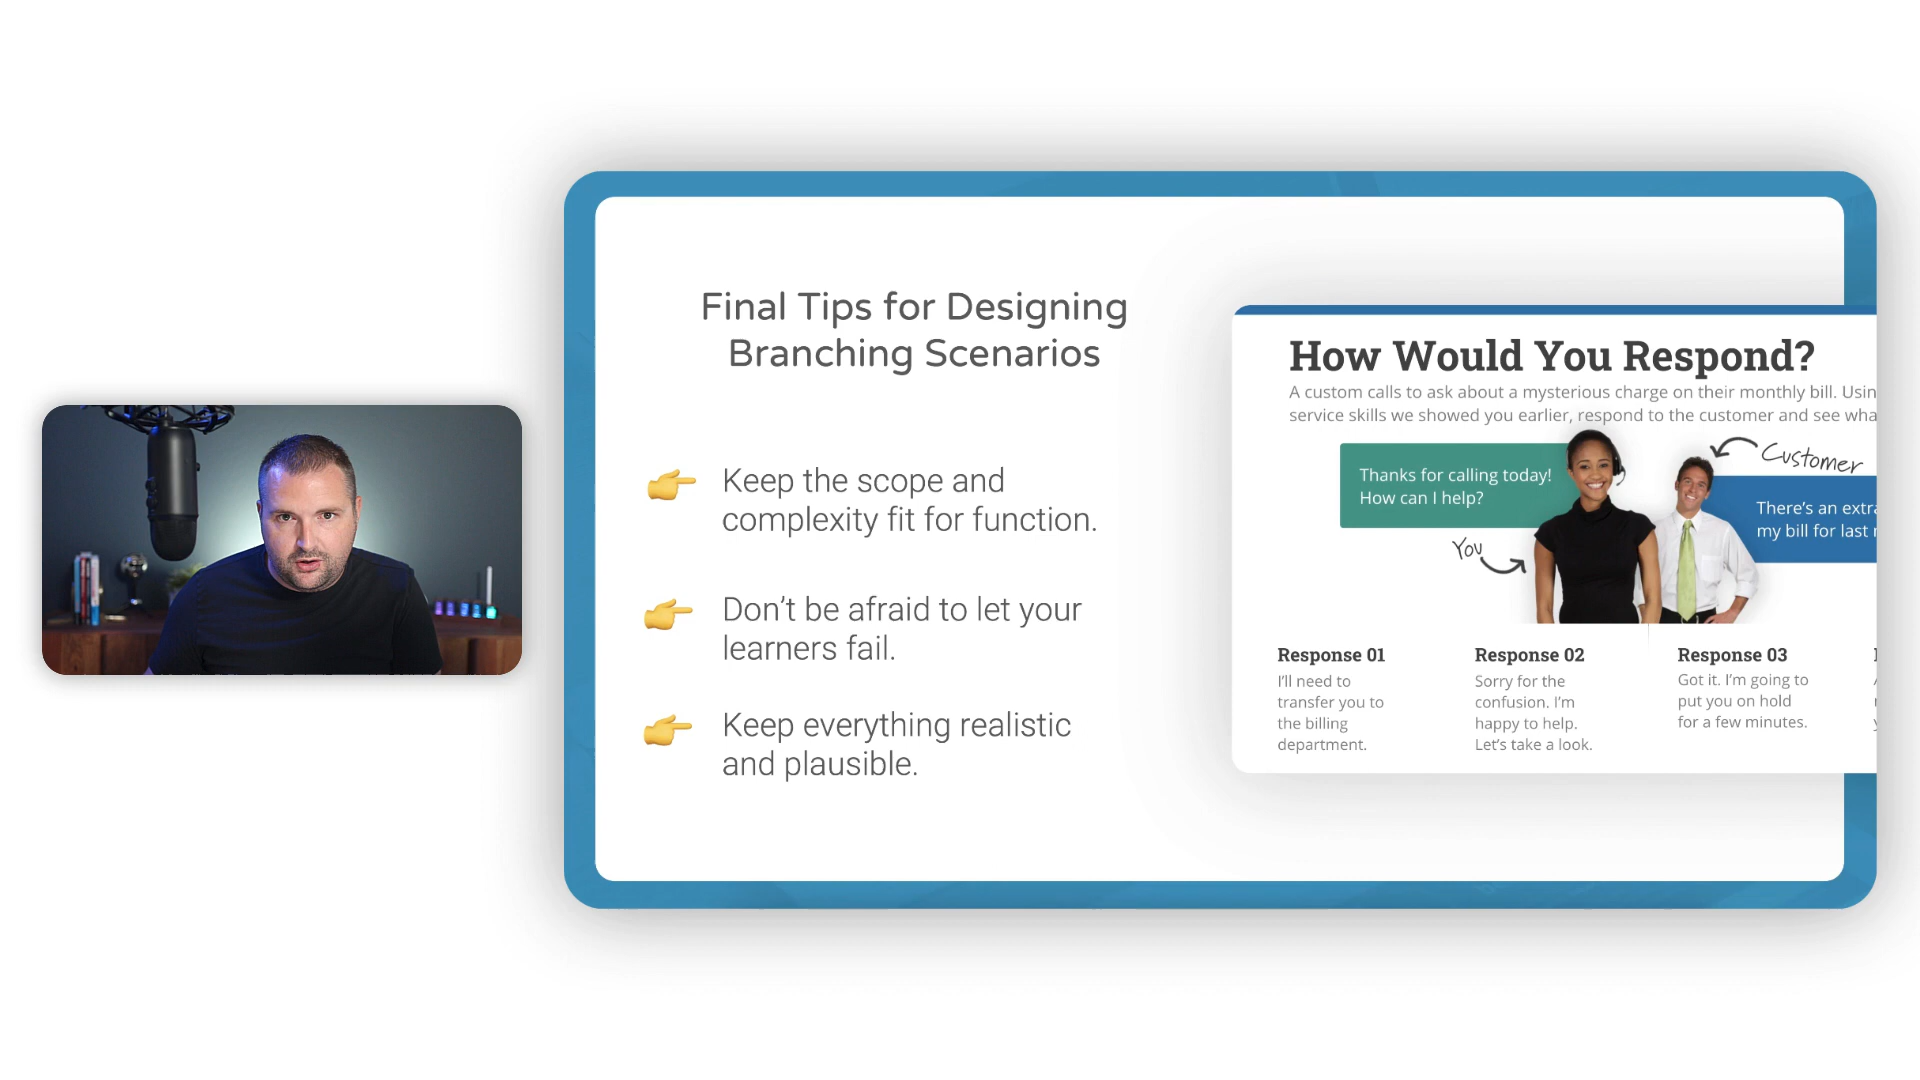 Final Tips for Designing
Branching Scenarios
Keep the scope and
complexity fit for function.
Don’t be afraid to let your
learners fail.
Keep everything realistic
and plausible.
How Would You Respond?
A custom calls to ask about a mysterious charge on their monthly bill.
service skills we showed you earlier, respond to the customer and see
Customer
Thanks for calling today!
How can I help?
There’s an
my bill for last
You
Response 01
I’ll need to
transfer you to
the billing
department.
Response 02
Sorry for the
confusion. I’m
happy to help.
Let’s take a look.
Response 03
Got it. I’m going to
put you on hold
for a few minutes.